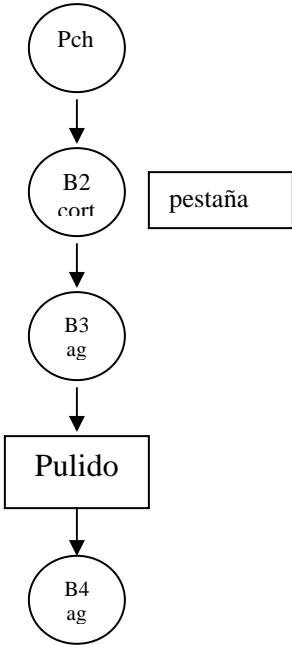 Pch
B2
cort
pestaña
B3
ag
Pulido
B4
ag